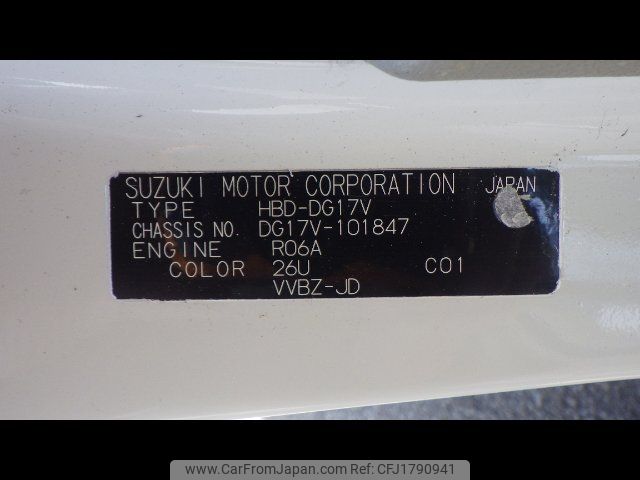 SUZUKI MOTOR CORPORATION JAPAN
TYPE HBD-DG17V
CHASSIS NO. DG17V-101847
ENGINE R06A
COLOR 26U C01
VVBZ-JD
www.CarFromJapan.com | ID:CFJ1790941